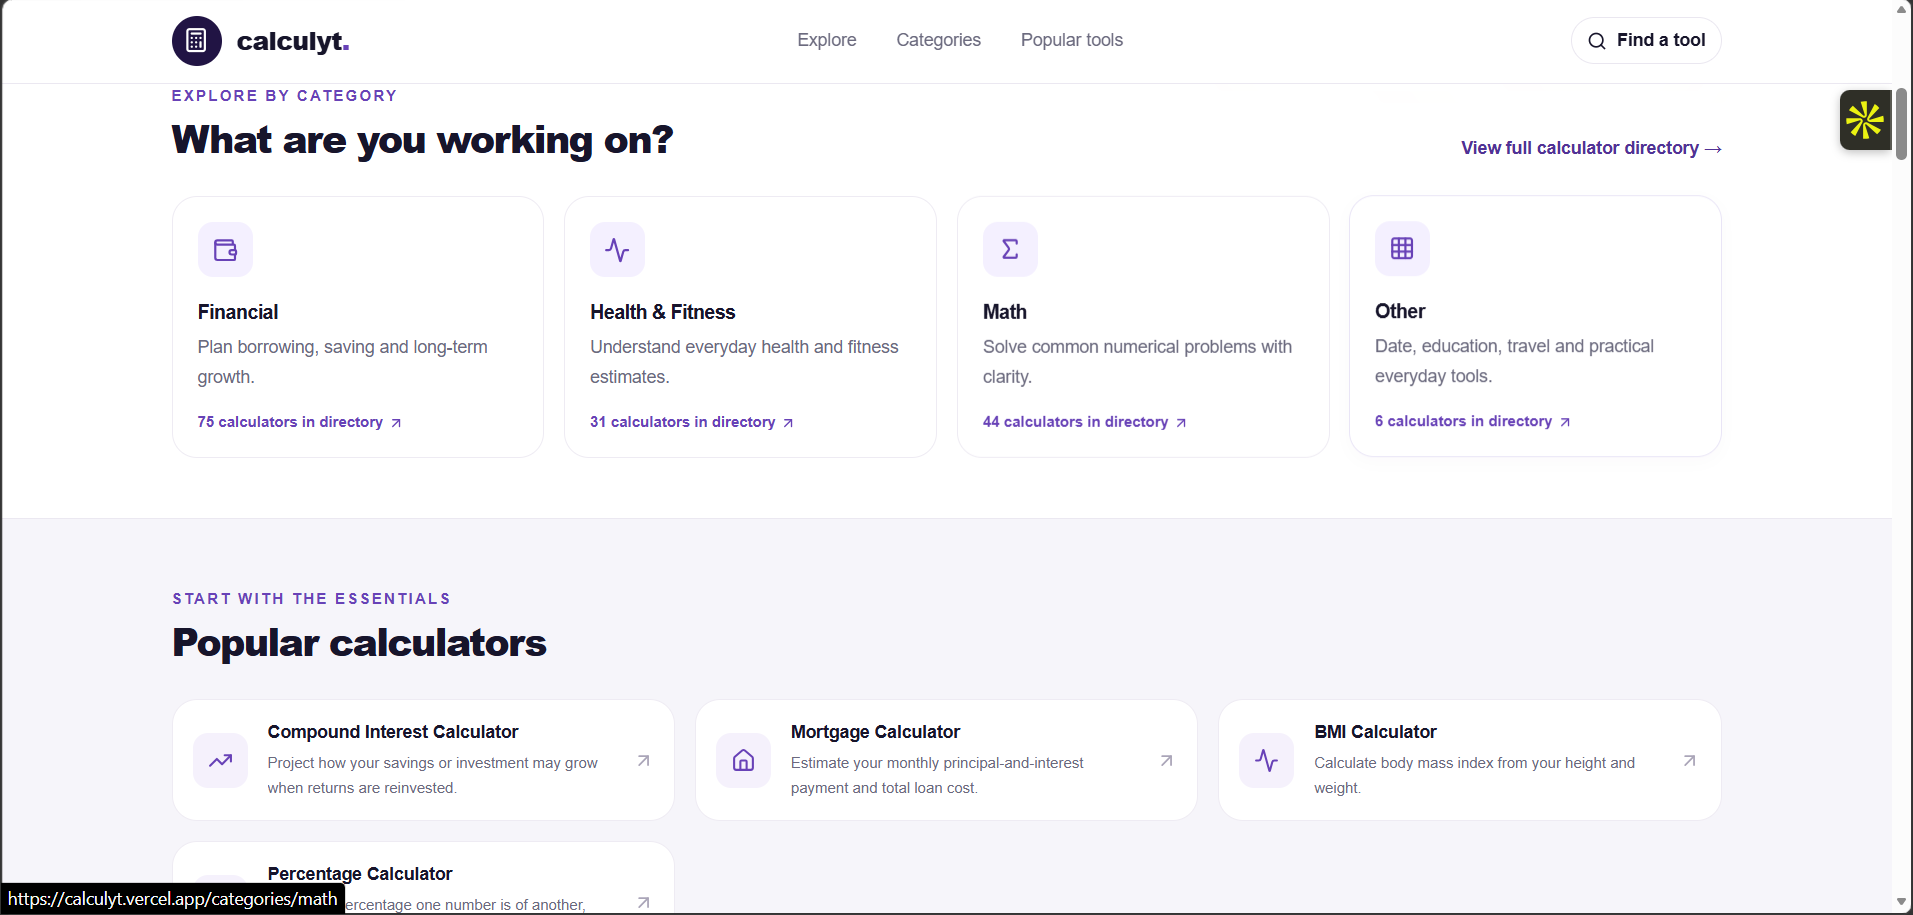 calculyt.
Explore
Categories
Popular tools
Find a tool
EXPLORE BY CATEGORY
What are you working on?
View full calculator directory →
Financial
Plan borrowing, saving and long-term
growth.
75 calculators in directory
Health & Fitness
Understand everyday health and fitness
estimates.
31 calculators in directory
Math
Solve common numerical problems with
clarity.
44 calculators in directory
Other
Date, education, travel and practical
everyday tools.
6 calculators in directory
START WITH THE ESSENTIALS
Popular calculators
Compound Interest Calculator
Project how your savings or investment may grow
when returns are reinvested.
Mortgage Calculator
Estimate your monthly principal-and-interest
payment and total loan cost.
BMI Calculator
Calculate body mass index from your height and
weight.
Percentage Calculator
one number is of another,
https://calculyt.vercel.app/categories/math